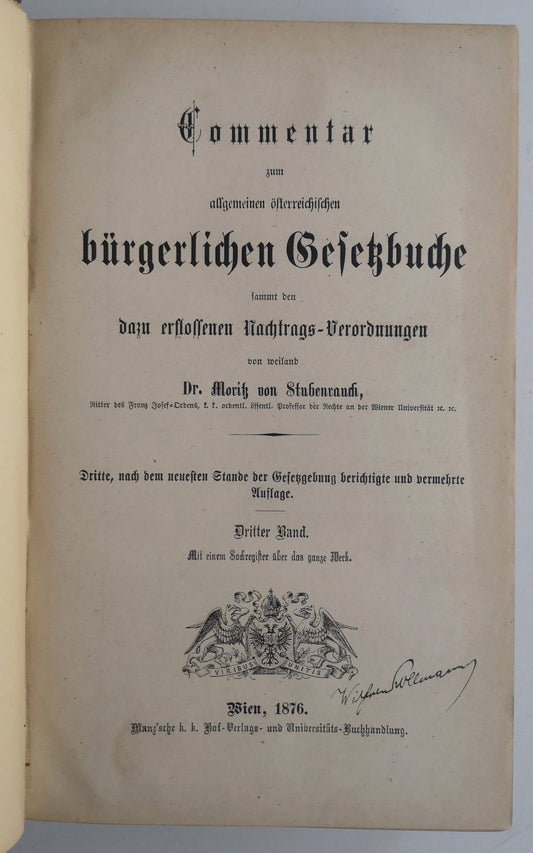 Commentar
zum
allgemeinen österreichischen
bürgerlichen Gesetzbuche
sammt den
dazu erflossenen Nachtrags-Verordnungen
von weiland
Dr. Moritz von Stubenrauch,
Ritter des Franz Josef-Ordens, k. k. ordentl. öffentl. Professor der Rechte an der Wiener Universität ꝛc. ꝛc.
Dritte, nach dem neuesten Stande der Gesetzgebung berichtigte und vermehrte
Auflage.
Dritter Band.
Mit einem Sachregister über das ganze Werk.
VIRIBUS UNITIS
Wien, 1876.
Manz'sche k. k. Hof-Verlags- und Universitäts-Buchhandlung.